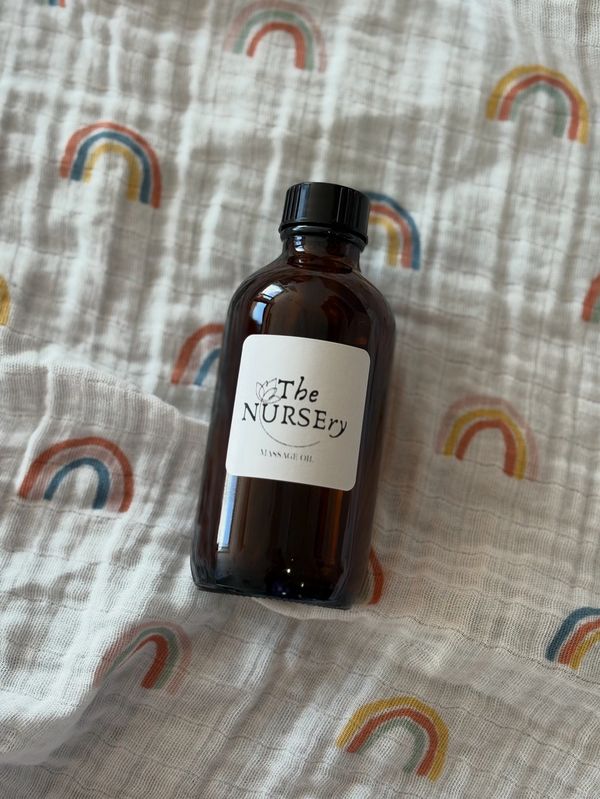 The
NURSEry
MASSAGE OIL